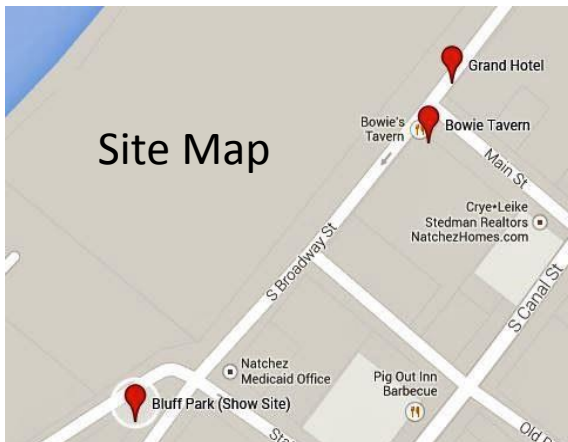 Grand Hotel
Bowie's
Tavern
Bowie Tavern
Site Map
Main St
Crye•Leike
Stedman Realtors
NatchezHomes.com
S Broadway St
S Canal St
Natchez
Medicaid Office
Pig Out Inn
Barbecue
Bluff Park (Show Site)